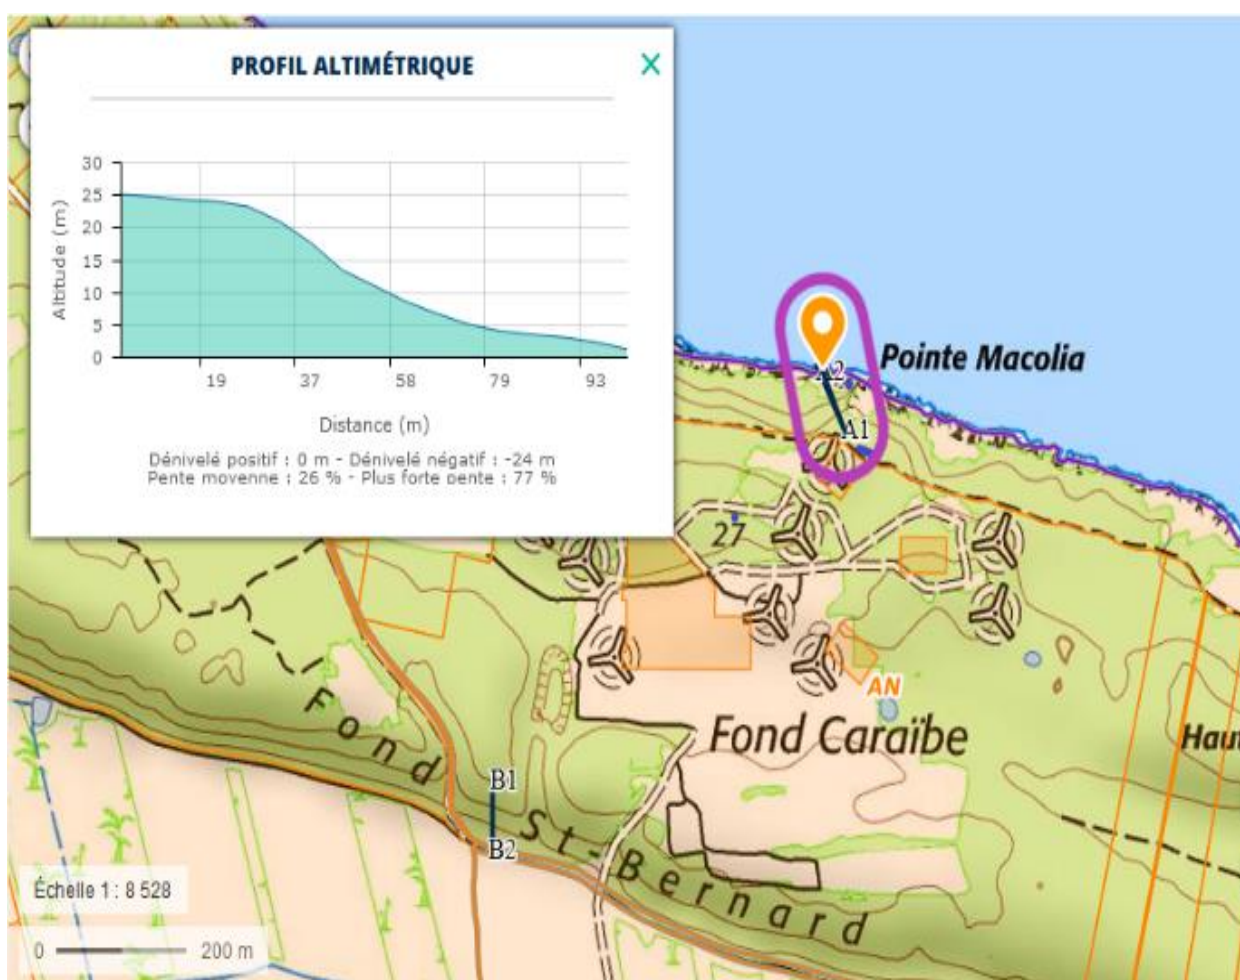 PROFIL ALTIMÉTRIQUE
Altitude (m)
30
25
20
15
10
5
0
19 37 58 79 93
Distance (m)
Dénivelé positif : 0 m - Dénivelé négatif : -24 m
Pente moyenne : 26 % - Plus forte pente : 77 %
A2
Pointe Macolia
A1
27
AN
Fond Caraïbe
Haut
Fond St-Bernard
B1
B2
Échelle 1 : 8 528
0 200 m